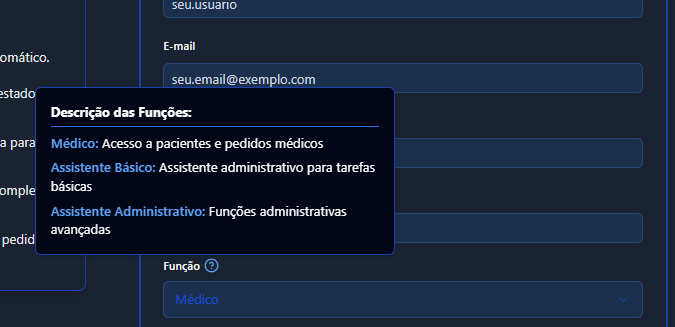 seu.usuario
E-mail
omático.
seu.email@exemplo.com
estado
Descrição das Funções:
a para
Médico: Acesso a pacientes e pedidos médicos
Assistente Básico: Assistente administrativo para tarefas
básicas
comple
Assistente Administrativo: Funções administrativas
avançadas
pedid
Função ?
Médico